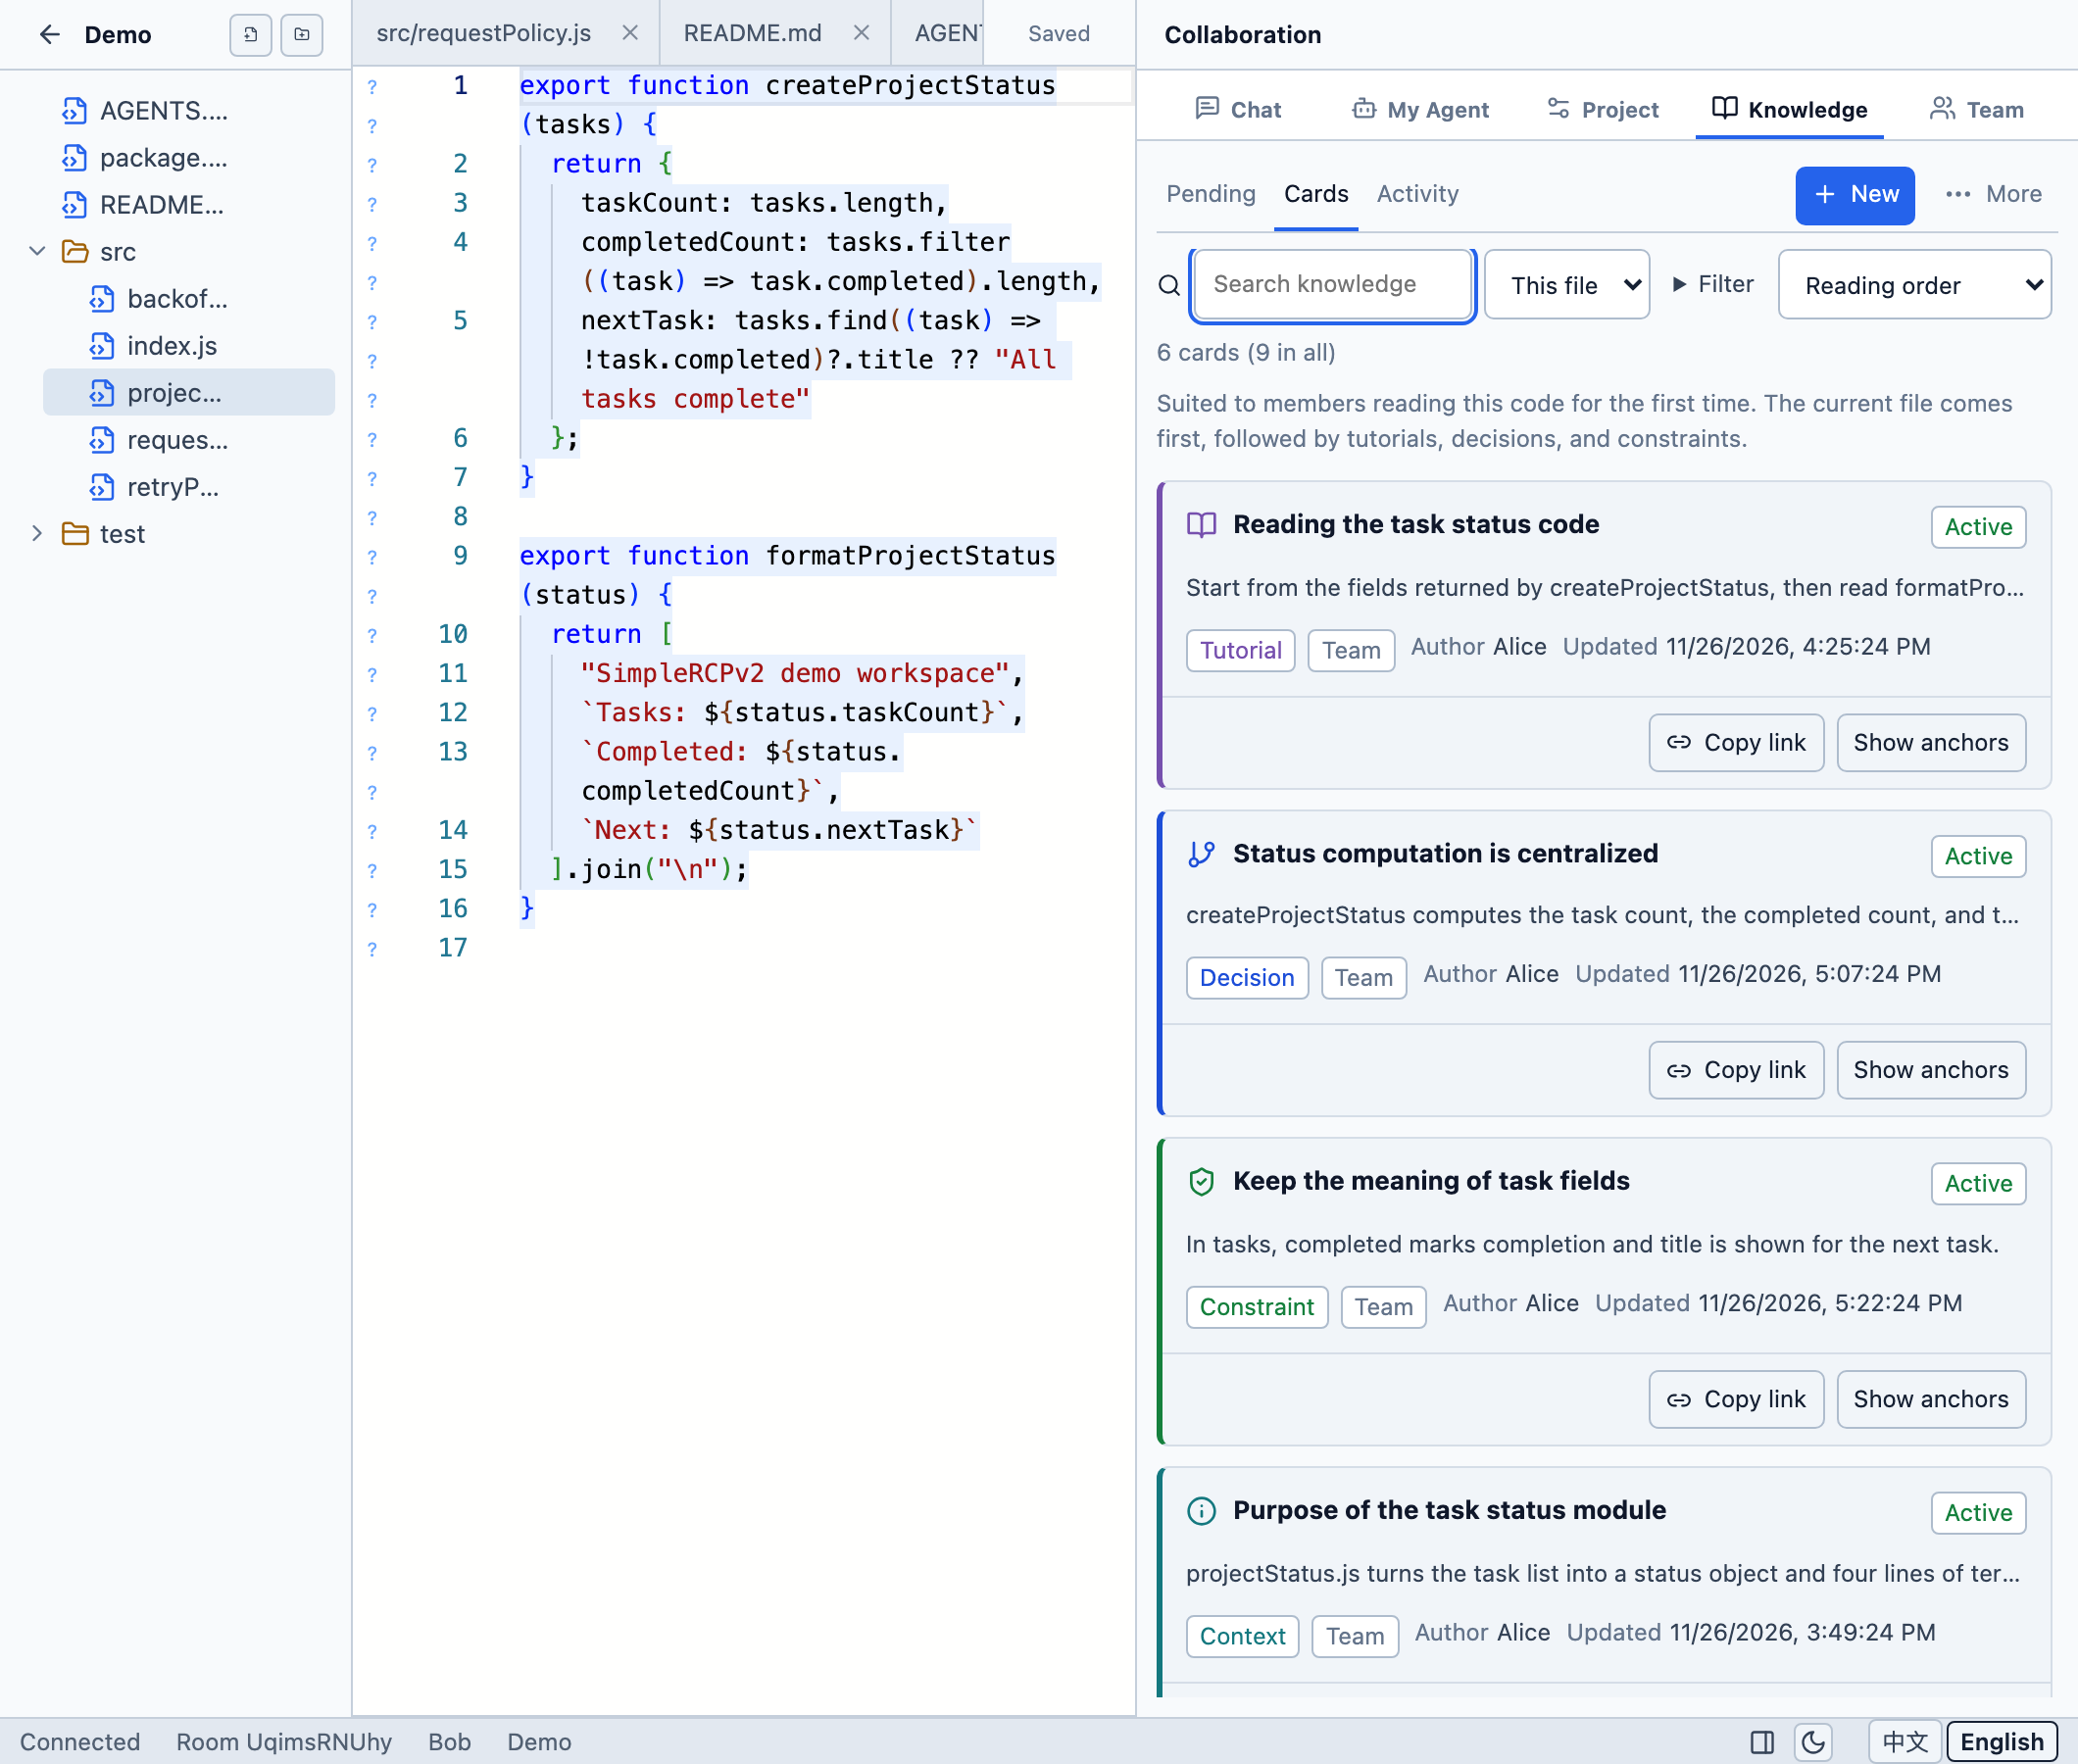 Demo
AGENTS....
package....
README...
src
backof...
index.js
projec...
reques...
retryP...
test
src/requestPolicy.js
README.md
AGEN
Saved
? 1 export function createProjectStatus
? (tasks) {
? 2 return {
? 3 taskCount: tasks.length,
? 4 completedCount: tasks.filter
? ((task) => task.completed).length,
? 5 nextTask: tasks.find((task) =>
? !task.completed)?.title ?? "All
? tasks complete"
? 6 };
? 7 }
? 8
? 9 export function formatProjectStatus
? (status) {
? 10 return [
? 11 "SimpleRCPv2 demo workspace",
? 12 `Tasks: ${status.taskCount}`,
? 13 `Completed: ${status.
? completedCount}`,
? 14 `Next: ${status.nextTask}`
? 15 ].join("\n");
? 16 }
? 17
Collaboration
Chat My Agent Project Knowledge Team
Pending Cards Activity + New ... More
Search knowledge This file Filter Reading order
6 cards (9 in all)
Suited to members reading this code for the first time. The current file comes
first, followed by tutorials, decisions, and constraints.
Reading the task status code Active
Start from the fields returned by createProjectStatus, then read formatPro...
Tutorial Team Author Alice Updated 11/26/2026, 4:25:24 PM
Copy link Show anchors
Status computation is centralized Active
createProjectStatus computes the task count, the completed count, and t...
Decision Team Author Alice Updated 11/26/2026, 5:07:24 PM
Copy link Show anchors
Keep the meaning of task fields Active
In tasks, completed marks completion and title is shown for the next task.
Constraint Team Author Alice Updated 11/26/2026, 5:22:24 PM
Copy link Show anchors
Purpose of the task status module Active
projectStatus.js turns the task list into a status object and four lines of ter...
Context Team Author Alice Updated 11/26/2026, 3:49:24 PM
Connected Room UqimsRNUhy Bob Demo 中文 English